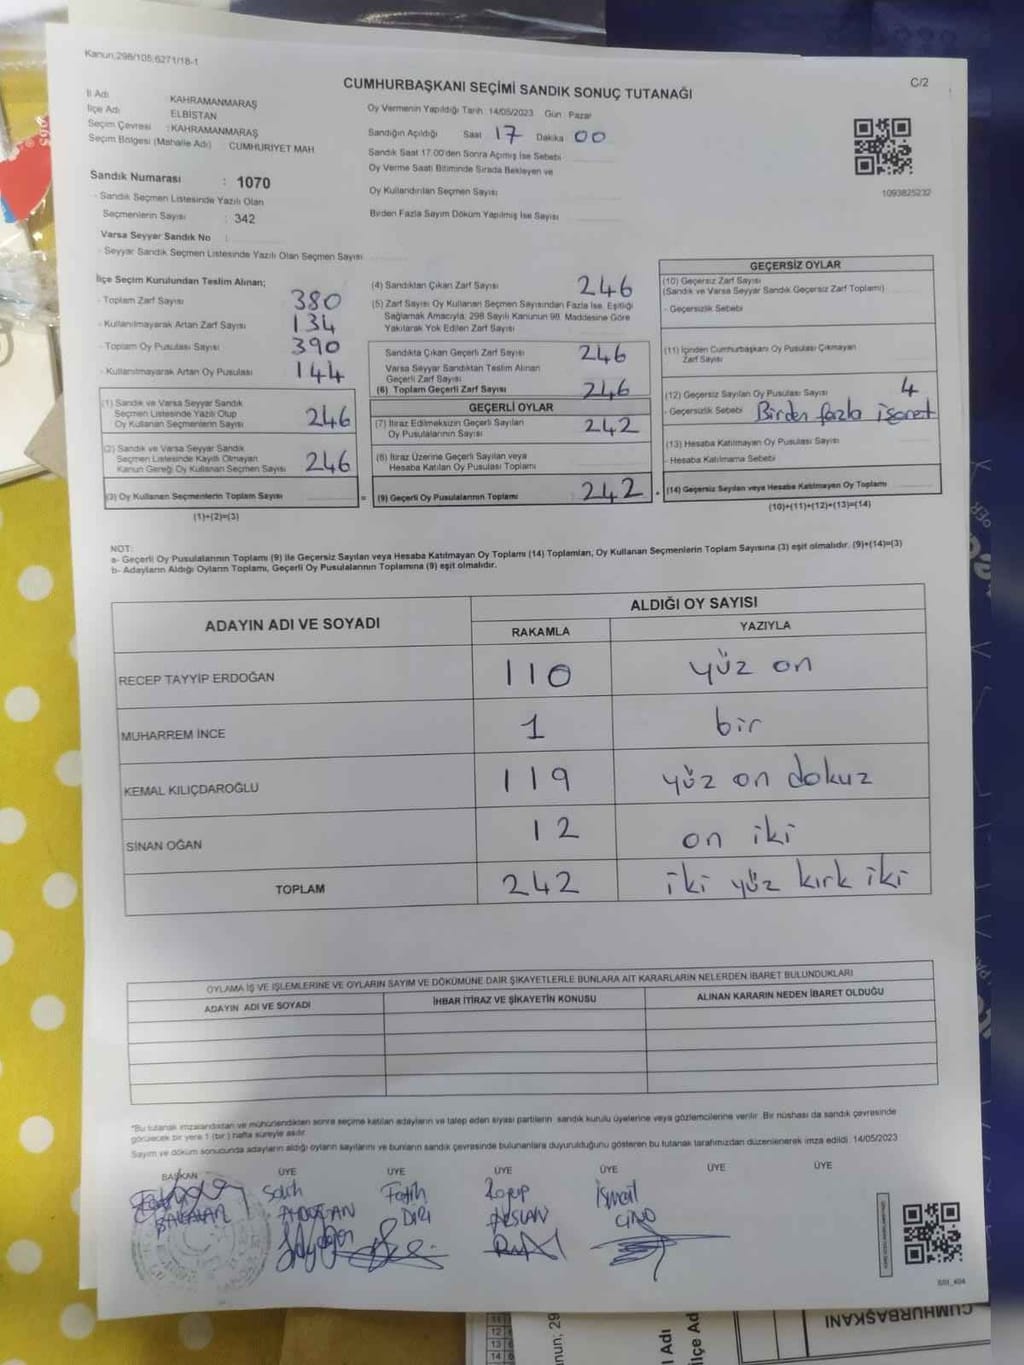 Kanun;298/105,6271/18-1
C/2
CUMHURBAŞKANI SEÇİMİ SANDIK SONUÇ TUTANAĞI
İl Adı KAHRAMANMARAŞ
İlçe Adı ELBİSTAN
Seçim Çevresi :KAHRAMANMARAŞ
Seçim Bölgesi (Mahalle Adı) CUMHURİYET MAH.
Sandık Numarası : 1070
- Sandık Seçmen Listesinde Yazılı Olan
Seçmenlerin Sayısı : 342
Varsa Seyyar Sandık No :
- Seyyar Sandık Seçmen Listesinde Yazılı Olan Seçmen Sayısı
Oy Vermenin Yapıldığı Tarih: 14/05/2023 Gün: Pazar
Sandığın Açıldığı Saat 17 Dakika 00
Sandık Saat 17.00'den Sonra Açılmış İse Sebebi
Oy Verme Saati Bitiminde Sırada Bekleyen ve
Oy Kullandırılan Seçmen Sayısı
Birden Fazla Sayım Döküm Yapılmış İse Sayısı
1093825232
İlçe Seçim Kurulundan Teslim Alınan;
- Toplam Zarf Sayısı 380
- Kullanılmayarak Artan Zarf Sayısı 134
- Toplam Oy Pusulası Sayısı 390
- Kullanılmayarak Artan Oy Pusulası 144
(1) Sandık ve Varsa Seyyar Sandık
Seçmen Listesinde Yazılı Olup
Oy Kullanan Seçmenlerin Sayısı 246
(2) Sandık ve Varsa Seyyar Sandık
Seçmen Listesinde Kayıtlı Olmayan
Kanun Gereği Oy Kullanan Seçmen Sayısı 246
(3) Oy Kullanan Seçmenlerin Toplam Sayısı =
(1)+(2)=(3)
(4) Sandıktan Çıkan Zarf Sayısı 246
(5) Zarf Sayısı Oy Kullanan Seçmen Sayısından Fazla İse, Eşitliği
Sağlamak Amacıyla; 298 Sayılı Kanunun 98. Maddesine Göre
Yakılarak Yok Edilen Zarf Sayısı
Sandıkta Çıkan Geçerli Zarf Sayısı 246
Varsa Seyyar Sandıktan Teslim Alınan
Geçerli Zarf Sayısı
(6) Toplam Geçerli Zarf Sayısı 246
GEÇERLİ OYLAR
(7) İtiraz Edilmeksizin Geçerli Sayılan
Oy Pusulalarının Sayısı 242
(8) İtiraz Üzerine Geçerli Sayılan veya
Hesaba Katılan Oy Pusulası Toplamı
(9) Geçerli Oy Pusulalarının Toplamı 242
GEÇERSİZ OYLAR
(10) Geçersiz Zarf Sayısı
(Sandık ve Varsa Seyyar Sandık Geçersiz Zarf Toplamı)
- Geçersizlik Sebebi
(11) İçinden Cumhurbaşkanı Oy Pusulası Çıkmayan
Zarf Sayısı
(12) Geçersiz Sayılan Oy Pusulası Sayısı 4
- Geçersizlik Sebebi Birden fazla işaret
(13) Hesaba Katılmayan Oy Pusulası Sayısı
- Hesaba Katılmama Sebebi
(14) Geçersiz Sayılan veya Hesaba Katılmayan Oy Toplamı
(10)+(11)+(12)+(13)=(14)
NOT:
a- Geçerli Oy Pusulalarının Toplamı (9) ile Geçersiz Sayılan veya Hesaba Katılmayan Oy Toplamı (14) Toplamları, Oy Kullanan Seçmenlerin Toplam Sayısına (3) eşit olmalıdır. (9)+(14)=(3)
b- Adayların Aldığı Oyların Toplamı, Geçerli Oy Pusulalarının Toplamına (9) eşit olmalıdır.
ADAYIN ADI VE SOYADI
ALDIĞI OY SAYISI
RAKAMLA YAZIYLA
RECEP TAYYİP ERDOĞAN 110 yüz on
MUHARREM İNCE 1 bir
KEMAL KILIÇDAROĞLU 119 yüz on dokuz
SİNAN OĞAN 12 on iki
TOPLAM 242 iki yüz kırk iki
OYLAMA İŞ VE İŞLEMLERİNE VE OYLARIN SAYIM VE DÖKÜMÜNE DAİR ŞİKAYETLERLE BUNLARA AİT KARARLARIN NELERDEN İBARET BULUNDUKLARI
ADAYIN ADI VE SOYADI İHBAR İTİRAZ VE ŞİKAYETİN KONUSU ALINAN KARARIN NEDEN İBARET OLDUĞU
*Bu tutanak imzalandıktan ve mühürlendikten sonra seçime katılan adayların ve talep eden siyasi partilerin sandık kurulu üyelerine veya gözlemcilerine verilir. Bir nüshası da sandık çevresinde
görülecek bir yere 1 (bir) hafta süreyle asılır.
Sayım ve döküm sonucunda adayların aldığı oyların sayılarını ve bunların sandık çevresinde bulunanlara duyurulduğunu gösteren bu tutanak tarafımızdan düzenlenerek imza edildi. 14/05/2023
BAŞKAN ÜYE ÜYE ÜYE ÜYE ÜYE ÜYE
Salih Fatih İsmail
AYDOĞAN DİRİ ARSLAN
CUMHURBAŞKANI
İlçe Ad
l Adı